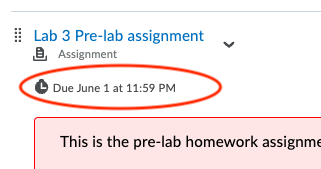 Lab 3 Pre-lab assignment
Assignment
Due June 1 at 11:59 PM
This is the pre-lab homework assignme